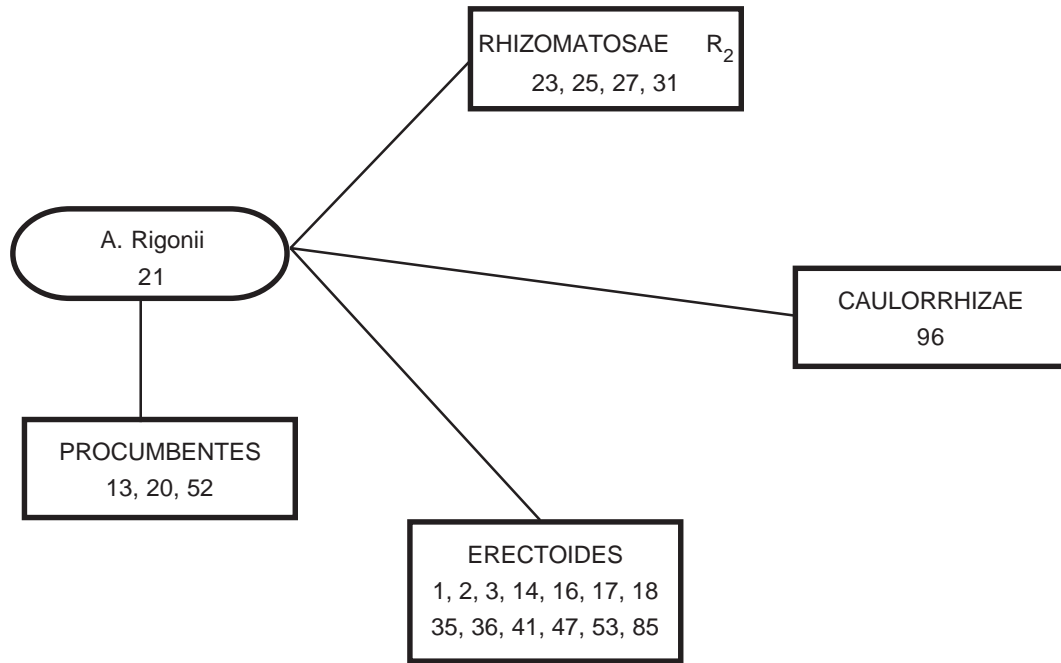 RHIZOMATOSAE R₂
23, 25, 27, 31
A. Rigonii
21
CAULORRHIZAE
96
PROCUMBENTES
13, 20, 52
ERECTOIDES
1, 2, 3, 14, 16, 17, 18
35, 36, 41, 47, 53, 85